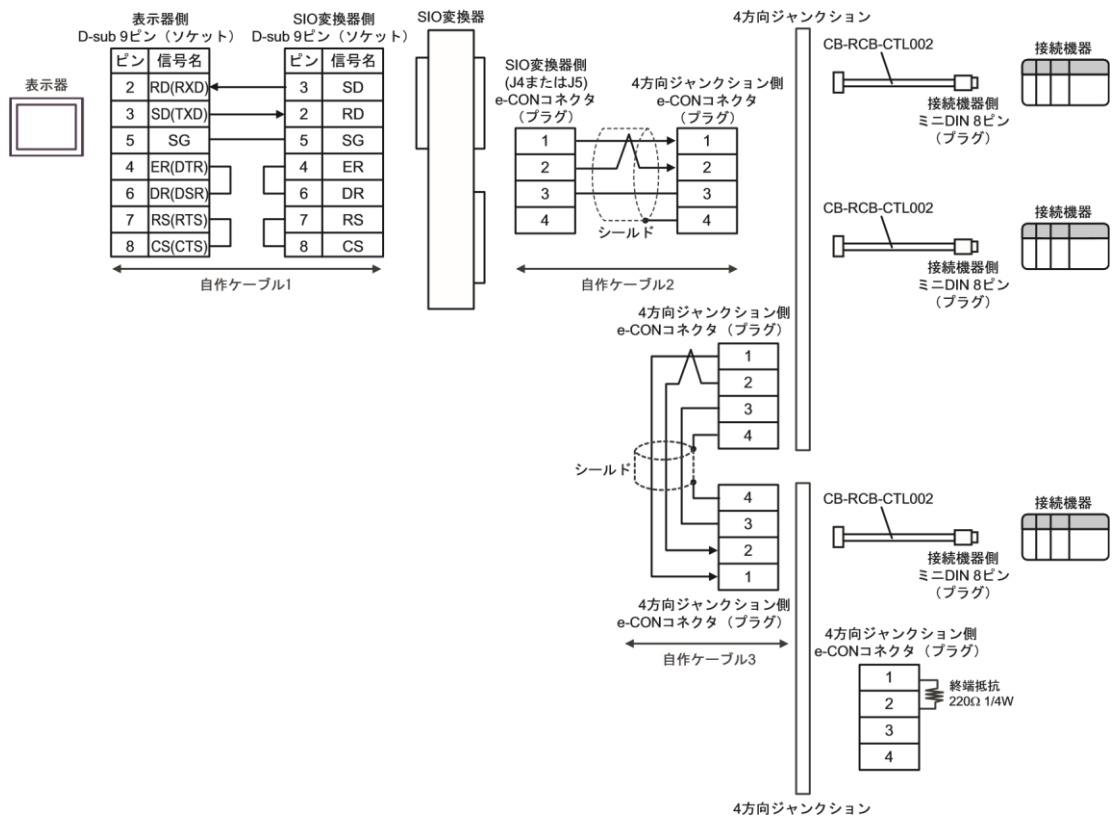 表示器
表示器側
D-sub 9ピン（ソケット）
ピン 信号名
2 RD(RXD)
3 SD(TXD)
5 SG
4 ER(DTR)
6 DR(DSR)
7 RS(RTS)
8 CS(CTS)
SIO変換器側
D-sub 9ピン（ソケット）
ピン 信号名
3 SD
2 RD
5 SG
4 ER
6 DR
7 RS
8 CS
自作ケーブル1
SIO変換器
SIO変換器側
(J4またはJ5)
e-CONコネクタ
（プラグ）
1
2
3
4
4方向ジャンクション側
e-CONコネクタ
（プラグ）
1
2
3
4
シールド
自作ケーブル2
4方向ジャンクション
CB-RCB-CTL002
接続機器側
ミニDIN 8ピン
（プラグ）
接続機器
CB-RCB-CTL002
接続機器側
ミニDIN 8ピン
（プラグ）
接続機器
4方向ジャンクション側
e-CONコネクタ（プラグ）
1
2
3
4
シールド
4
3
2
1
4方向ジャンクション側
e-CONコネクタ（プラグ）
自作ケーブル3
CB-RCB-CTL002
接続機器側
ミニDIN 8ピン
（プラグ）
接続機器
4方向ジャンクション側
e-CONコネクタ（プラグ）
1
2
3
4
終端抵抗
220Ω 1/4W
4方向ジャンクション